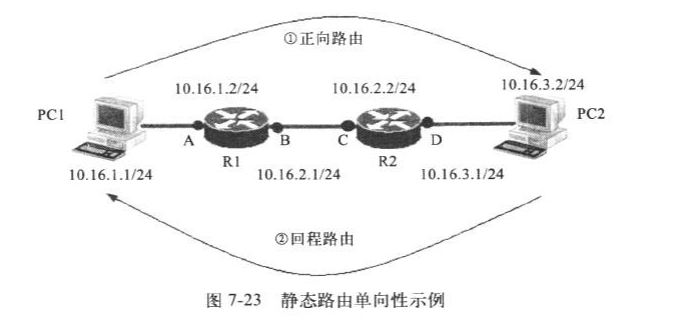 ①正向路由
10.16.1.2/24
10.16.2.2/24
10.16.3.2/24
PC1
PC2
A
B
C
D
R1
R2
10.16.1.1/24
10.16.2.1/24
10.16.3.1/24
②回程路由
图 7-23 静态路由单向性示例